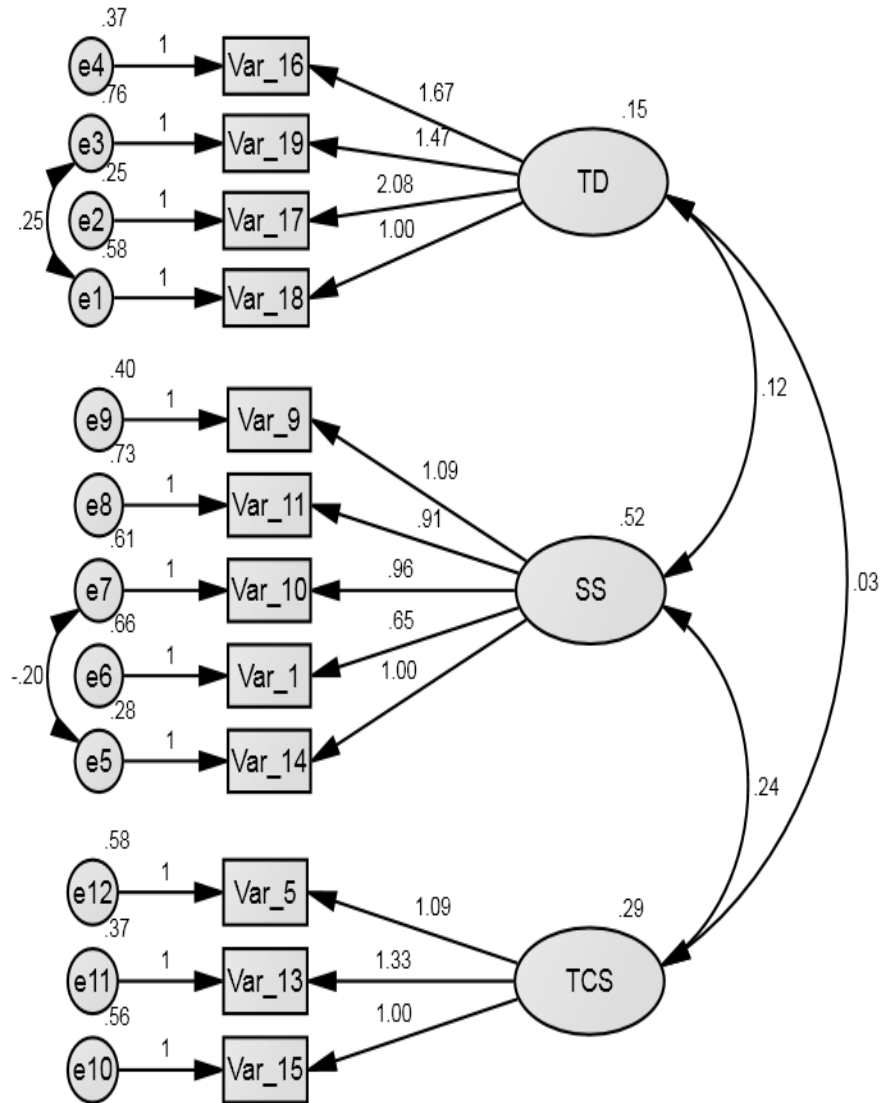 .37
e4 1 Var_16
1.67
.15
.76
e3 1 Var_19
1.47
TD
.25
.25
e2 1 Var_17
2.08
.58
e1 1 Var_18
1.00
.12
.03
.40
e9 1 Var_9
1.09
.73
e8 1 Var_11
.91
.52
.61
e7 1 Var_10
.96
SS
-.20
.66
e6 1 Var_1
.65
.28
e5 1 Var_14
1.00
.24
.58
e12 1 Var_5
1.09
.29
.37
e11 1 Var_13
1.33
TCS
.56
e10 1 Var_15
1.00